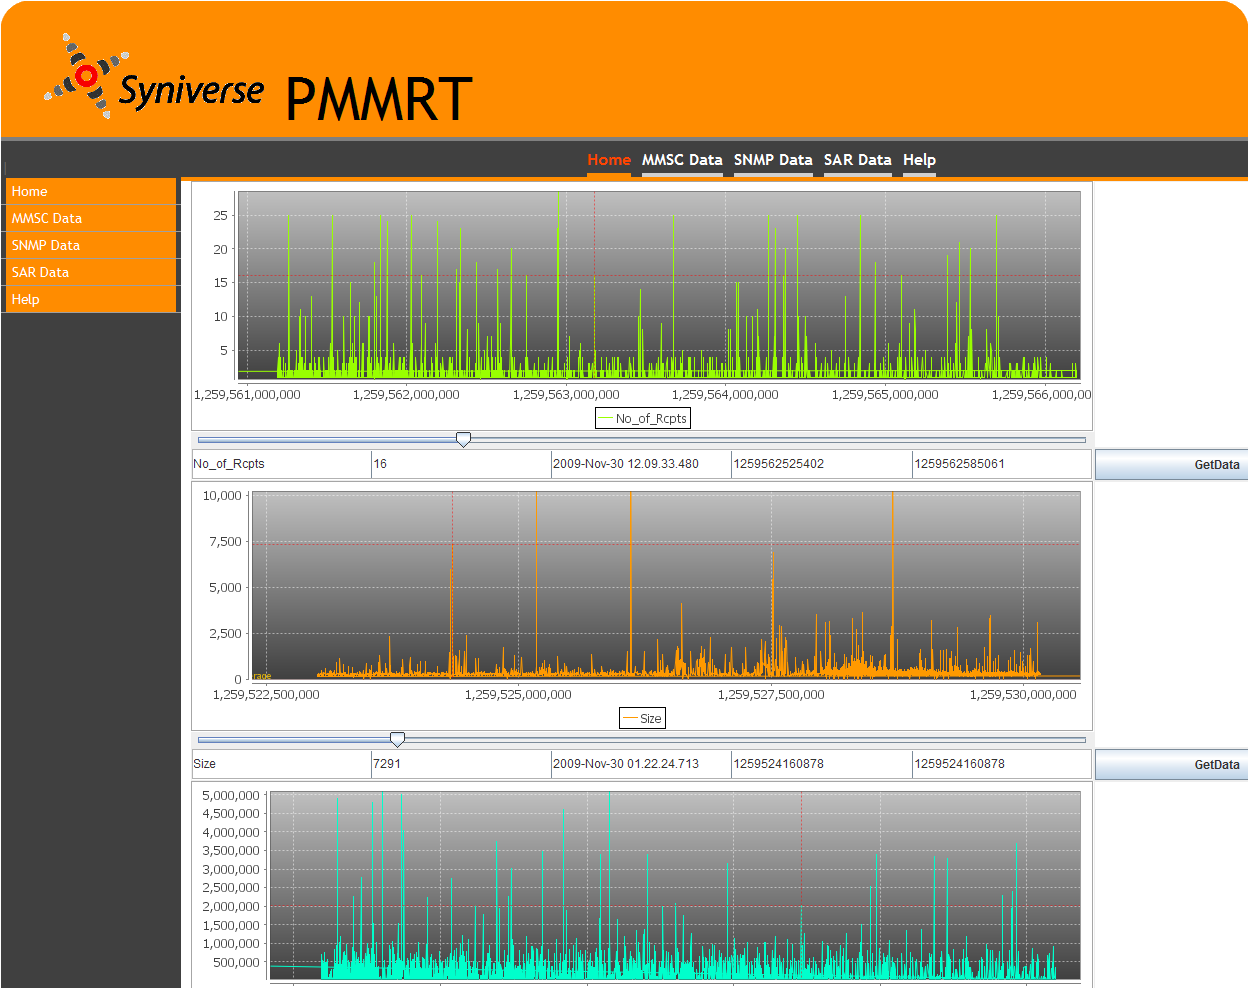 Syniverse PMMRT
Home MMSC Data SNMP Data SAR Data Help
Home
MMSC Data
SNMP Data
SAR Data
Help
25
20
15
10
5
1,259,561,000,000 1,259,562,000,000 1,259,563,000,000 1,259,564,000,000 1,259,565,000,000 1,259,566,000,000
No_of_Rcpts
No_of_Rcpts 16 2009-Nov-30 12.09.33.480 1259562525402 1259562585061 GetData
10,000
7,500
5,000
2,500
0
1,259,522,500,000 1,259,525,000,000 1,259,527,500,000 1,259,530,000,000
Size
Size 7291 2009-Nov-30 01.22.24.713 1259524160878 1259524160878 GetData
5,000,000
4,500,000
4,000,000
3,500,000
3,000,000
2,500,000
2,000,000
1,500,000
1,000,000
500,000